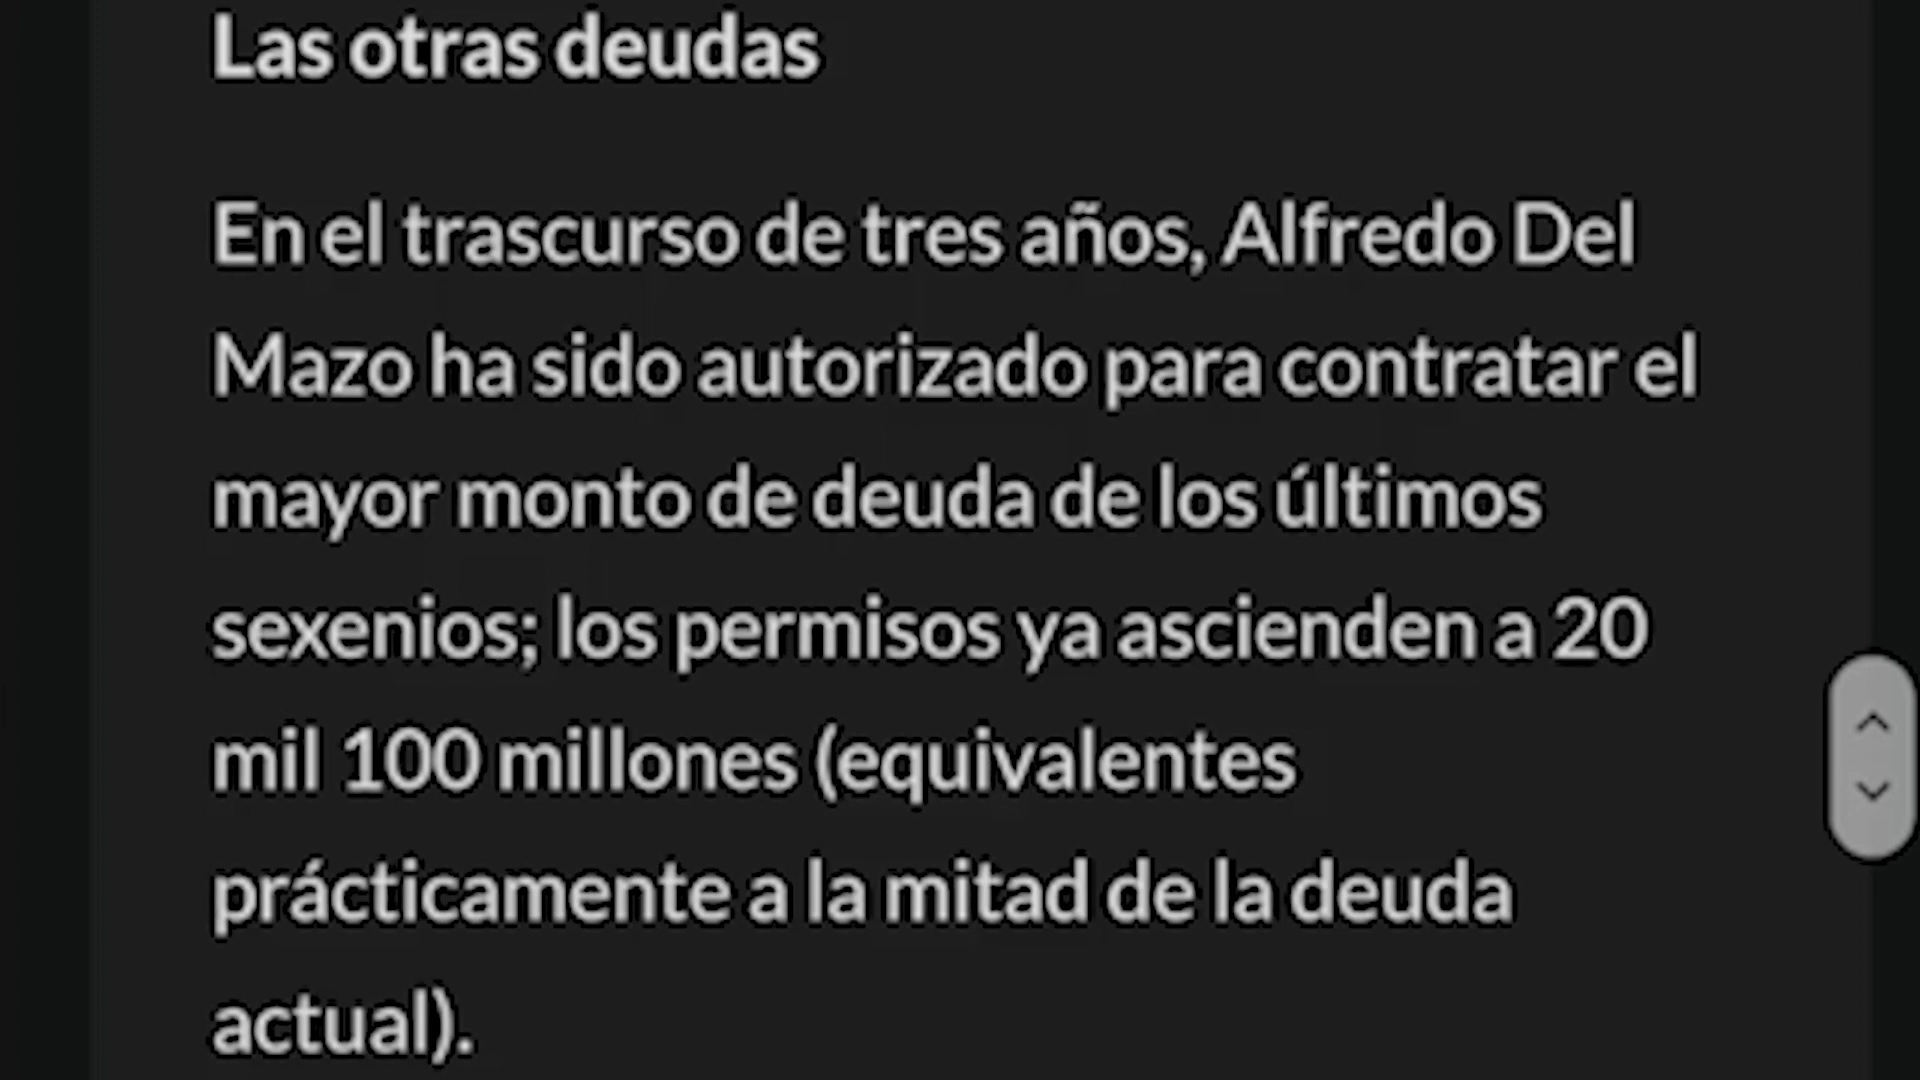 Las otras deudas
En el trascurso de tres años, Alfredo Del
Mazo ha sido autorizado para contratar el
mayor monto de deuda de los últimos
sexenios; los permisos ya ascienden a 20
mil 100 millones (equivalentes
prácticamente a la mitad de la deuda
actual).